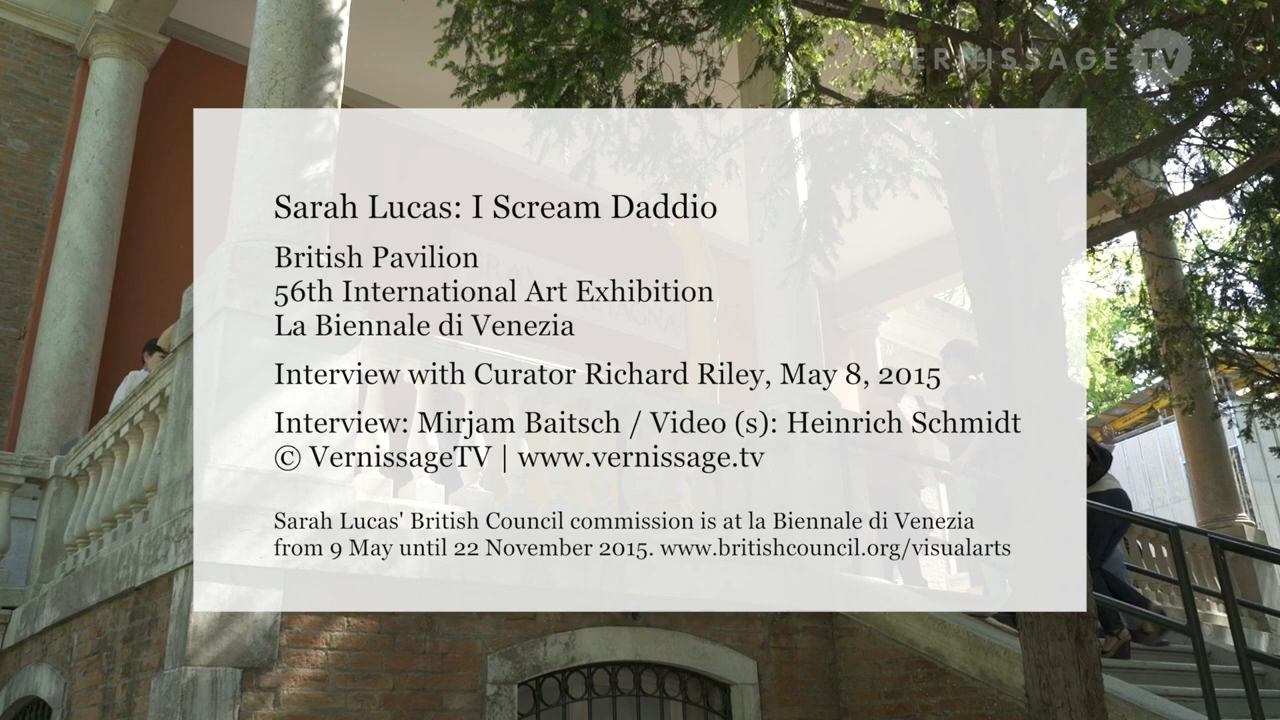 VERNISSAGE TV
Sarah Lucas: I Scream Daddio
British Pavilion
56th International Art Exhibition
La Biennale di Venezia
Interview with Curator Richard Riley, May 8, 2015
Interview: Mirjam Baitsch / Video (s): Heinrich Schmidt
© VernissageTV | www.vernissage.tv
Sarah Lucas' British Council commission is at la Biennale di Venezia
from 9 May until 22 November 2015. www.britishcouncil.org/visualarts